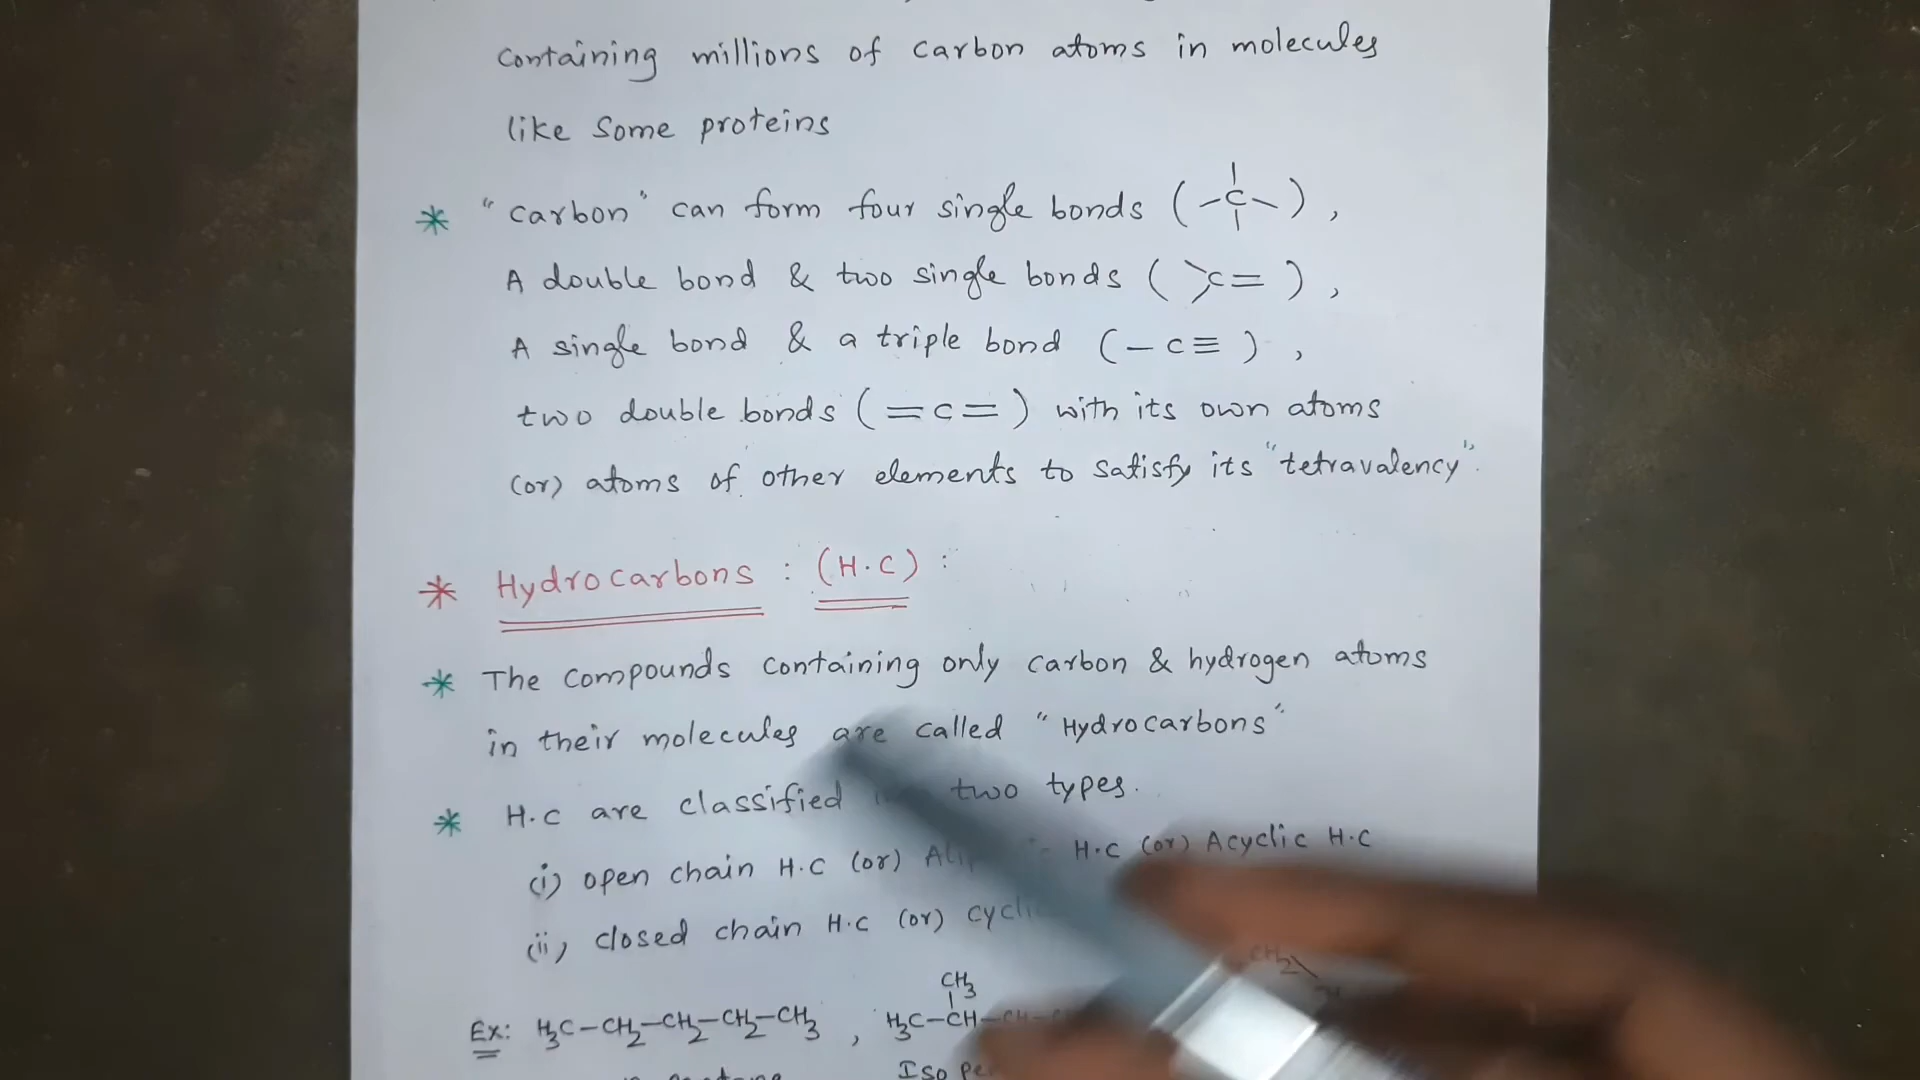 containing millions of carbon atoms in molecules
like some proteins
* "carbon" can form four single bonds (-C-),
A double bond & two single bonds ( >C= ),
A single bond & a triple bond (-C≡ ),
two double bonds (=C=) with its own atoms
(or) atoms of other elements to satisfy its "tetravalency".
* Hydrocarbons : (H.C) :
* The compounds containing only carbon & hydrogen atoms
in their molecules are called "Hydrocarbons"
* H.C are classified two types.
(i) open chain H.C (or) H.C (or) Acyclic H.C
(ii) closed chain H.C (or)
CH3 CH2
Ex: H3C-CH2-CH2-CH2-CH3 , H3C-CH-
Iso